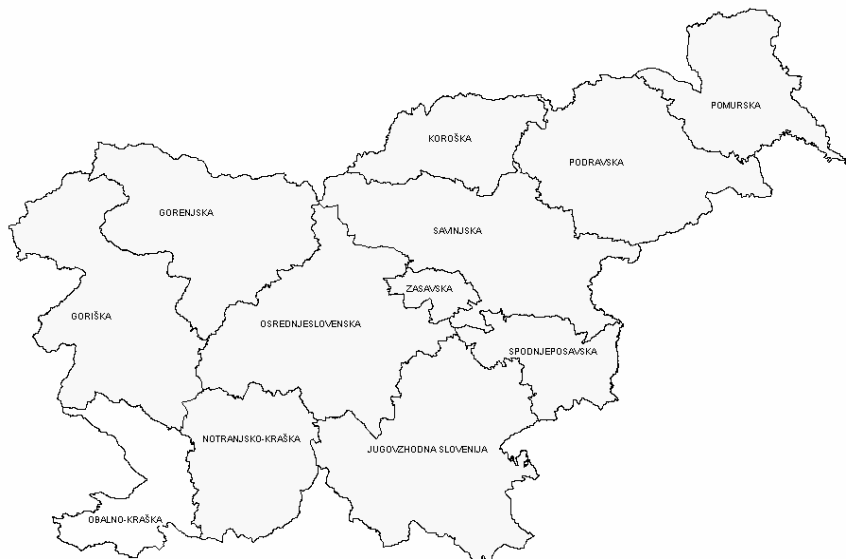 POMURSKA
KOROŠKA
PODRAVSKA
GORENJSKA
SAVINJSKA
ZASAVSKA
GORIŠKA
OSREDNJESLOVENSKA
SPODNJEPOSAVSKA
NOTRANJSKO-KRAŠKA
JUGOVZHODNA SLOVENIJA
OBALNO-KRAŠKA